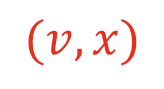 (v, x)